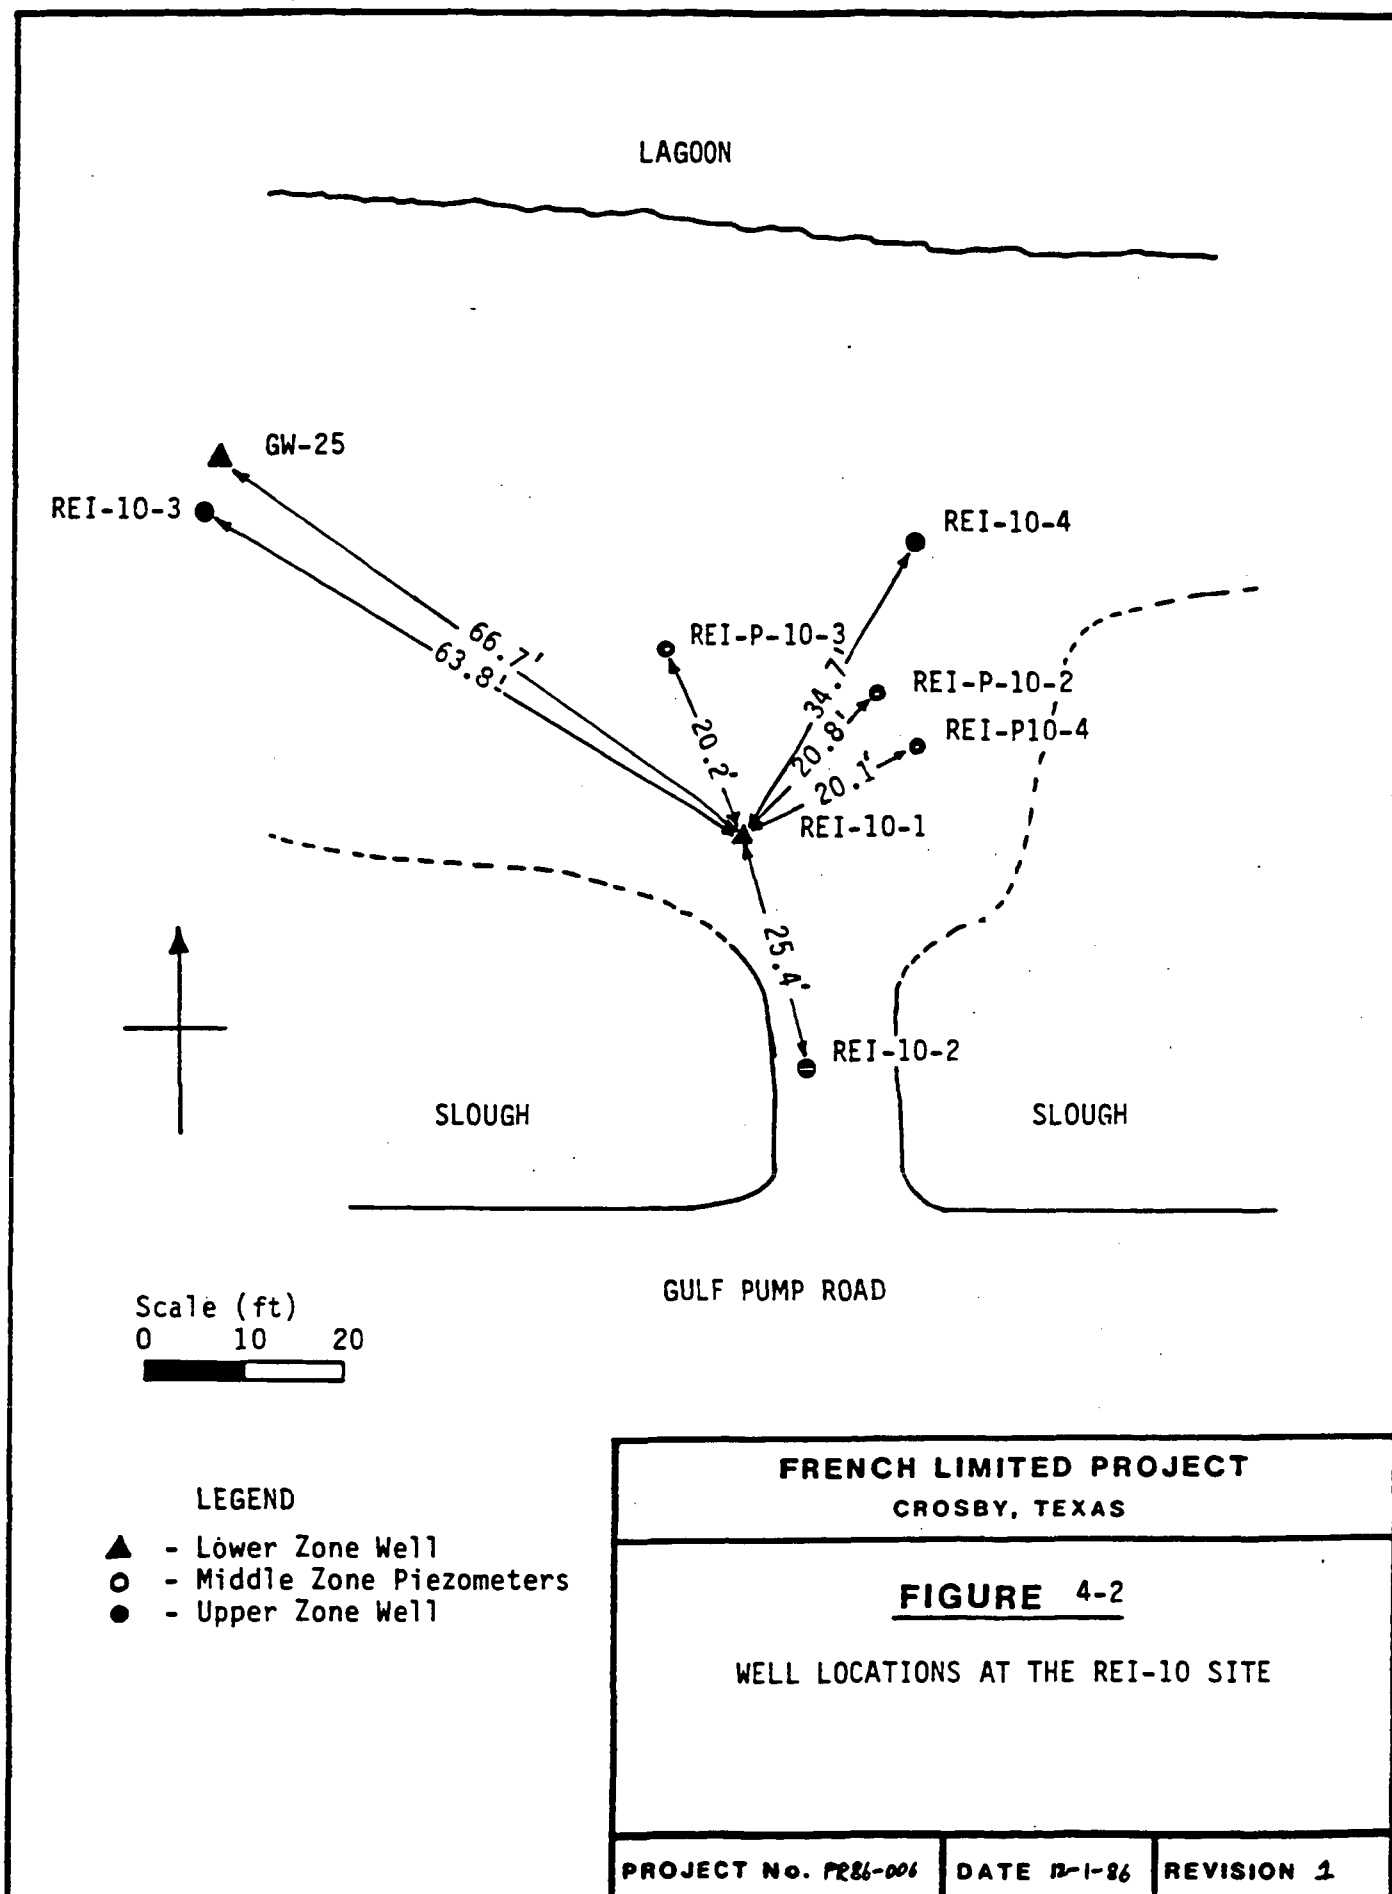 LAGOON
GW-25
REI-10-3
REI-10-4
66.7'
63.8'
REI-P-10-3
34.7'
REI-P-10-2
20.2'
20.8'
REI-P10-4
20.1'
REI-10-1
25.4'
REI-10-2
SLOUGH
SLOUGH
GULF PUMP ROAD
Scale (ft)
0 10 20
LEGEND
- Lower Zone Well
- Middle Zone Piezometers
- Upper Zone Well
FRENCH LIMITED PROJECT
CROSBY, TEXAS
FIGURE 4-2
WELL LOCATIONS AT THE REI-10 SITE
PROJECT No. PR86-006 DATE 12-1-86 REVISION 1